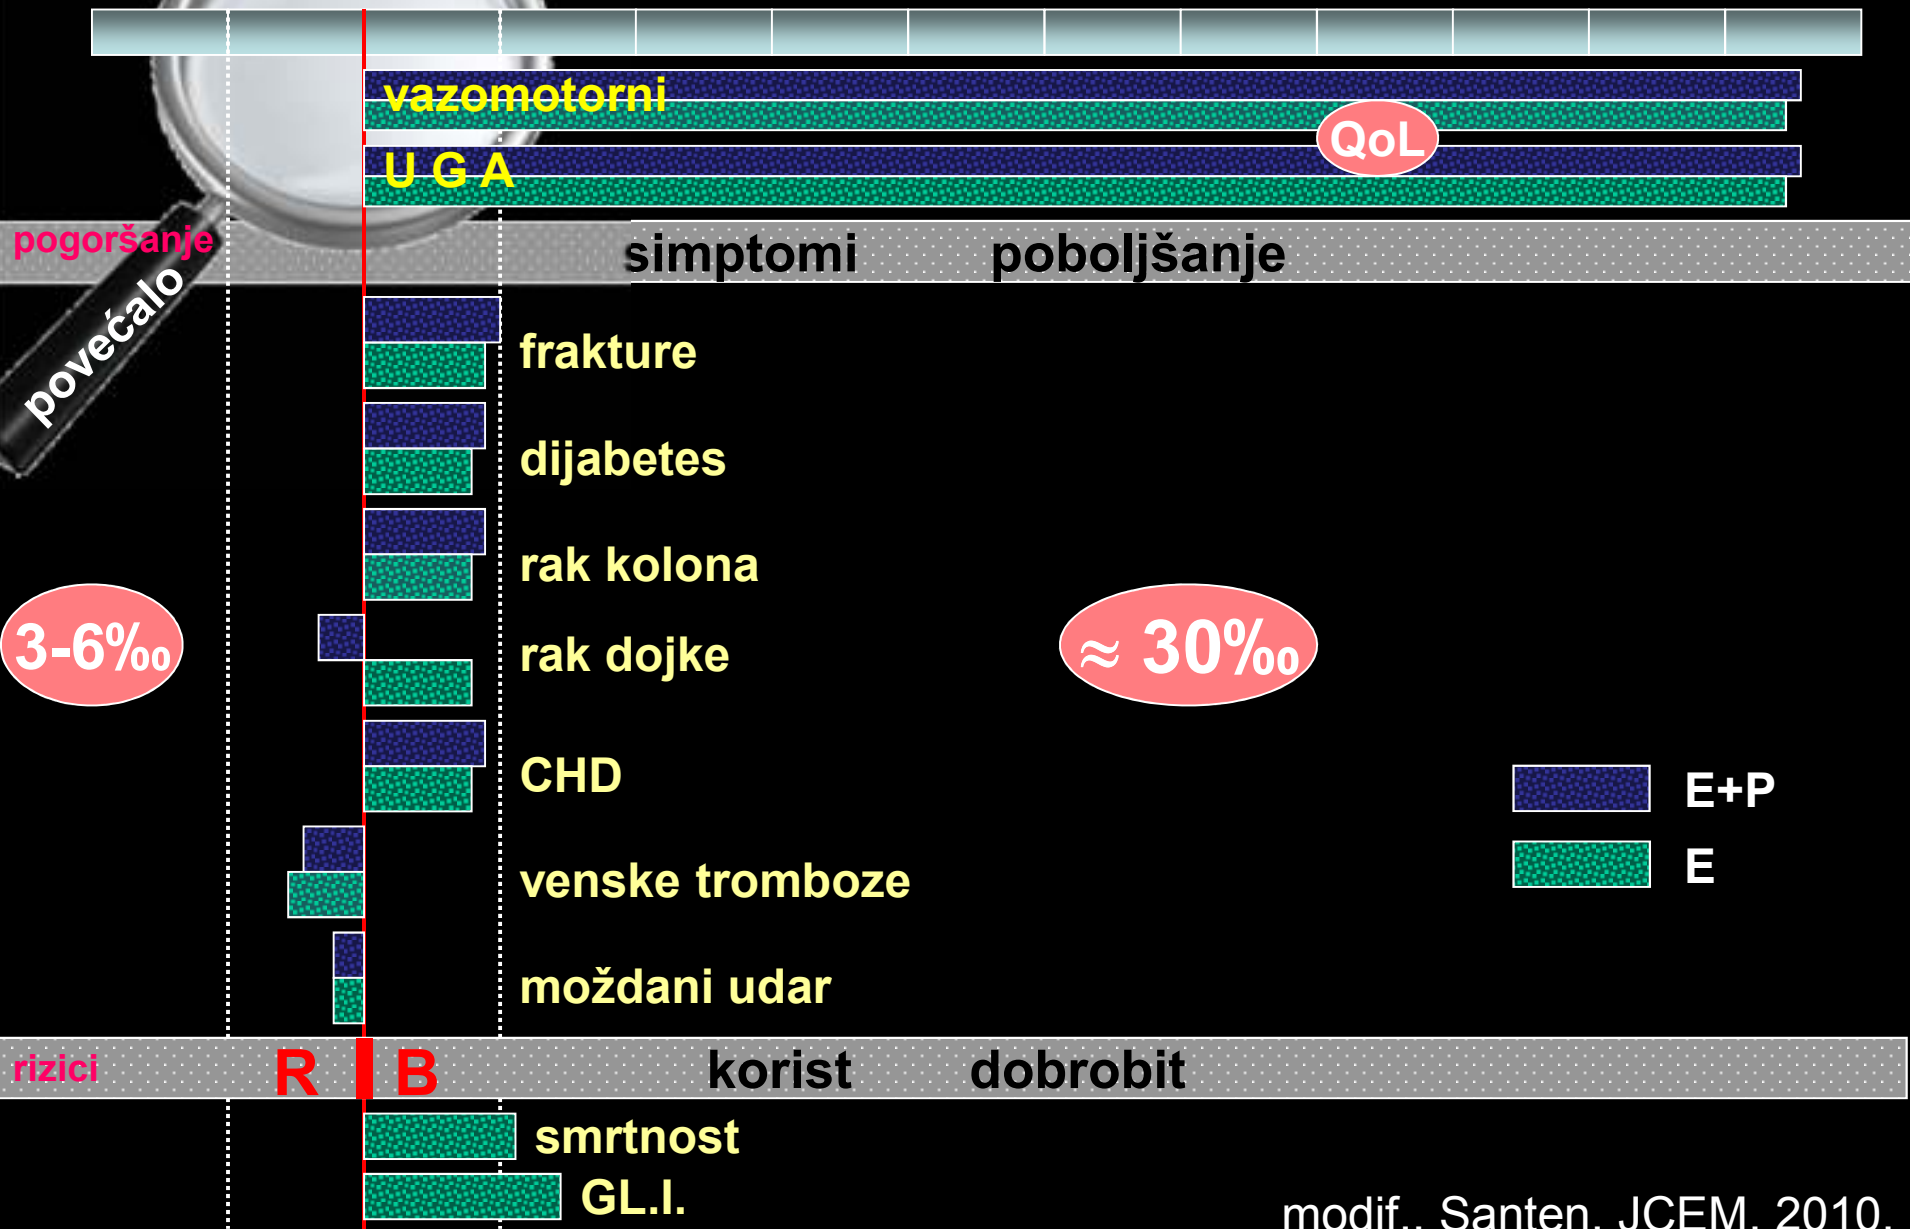 vazomotorni
QoL
U G A
pogoršanje
simptomi poboljšanje
povećalo
frakture
dijabetes
rak kolona
3-6‰
rak dojke
≈ 30‰
CHD
E+P
venske tromboze
E
moždani udar
rizici R B korist dobrobit
smrtnost
GL.I.
modif.. Santen. JCEM. 2010.